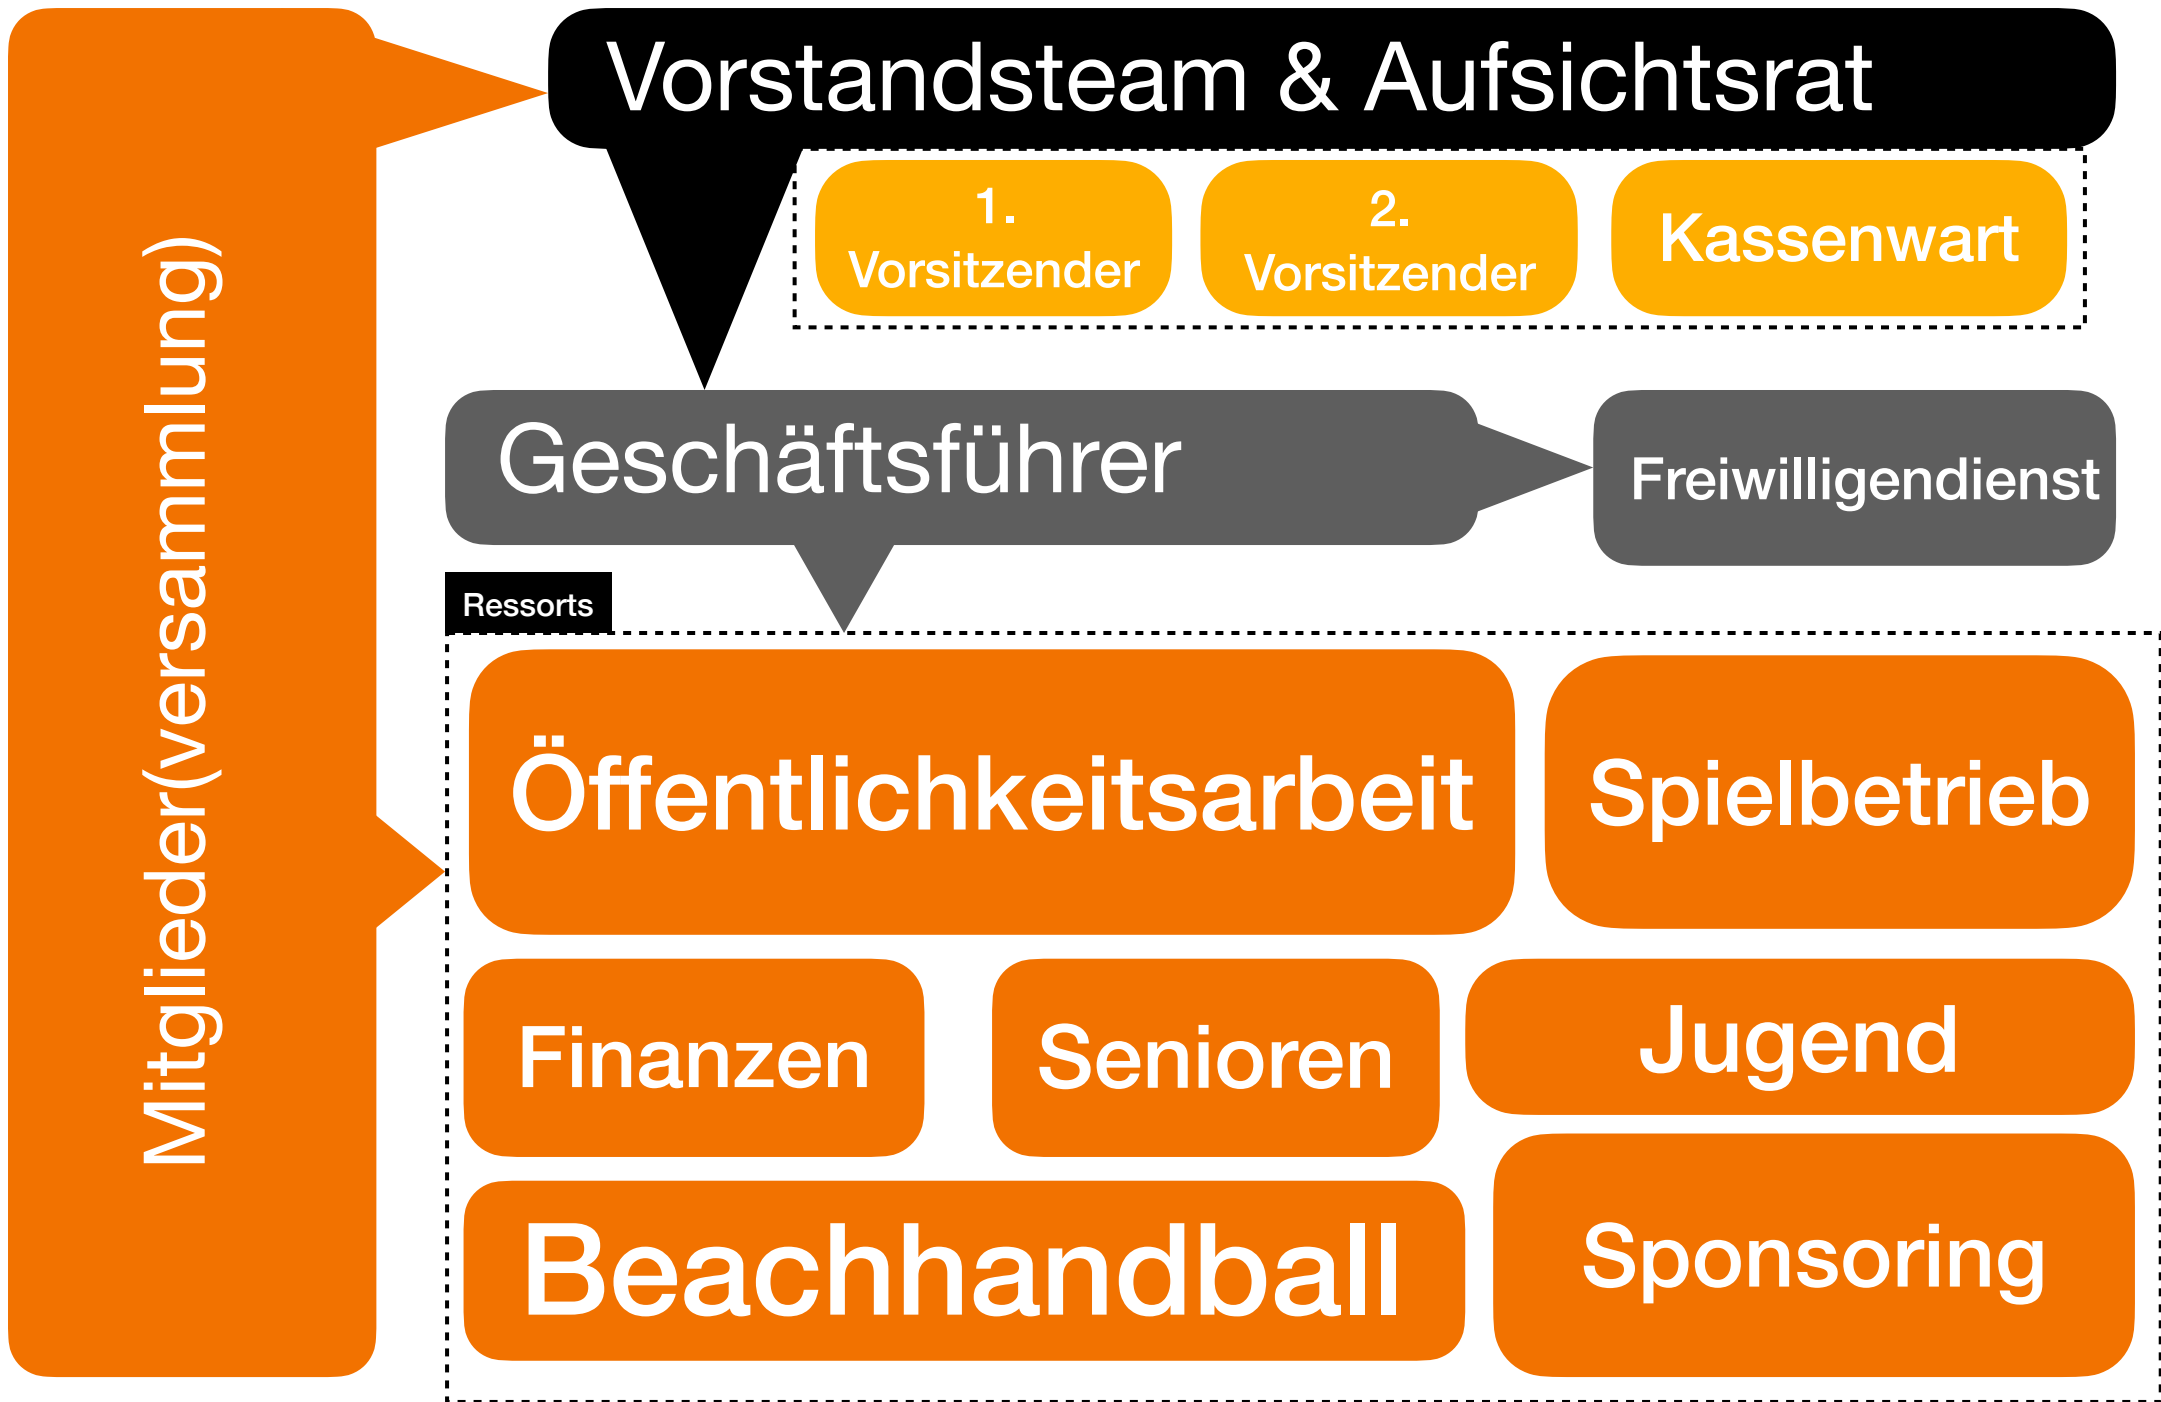 Mitglieder(versammlung)
Vorstandsteam & Aufsichtsrat
1.
Vorsitzender
2.
Vorsitzender
Kassenwart
Geschäftsführer
Freiwilligendienst
Ressorts
Öffentlichkeitsarbeit
Spielbetrieb
Finanzen
Senioren
Jugend
Beachhandball
Sponsoring